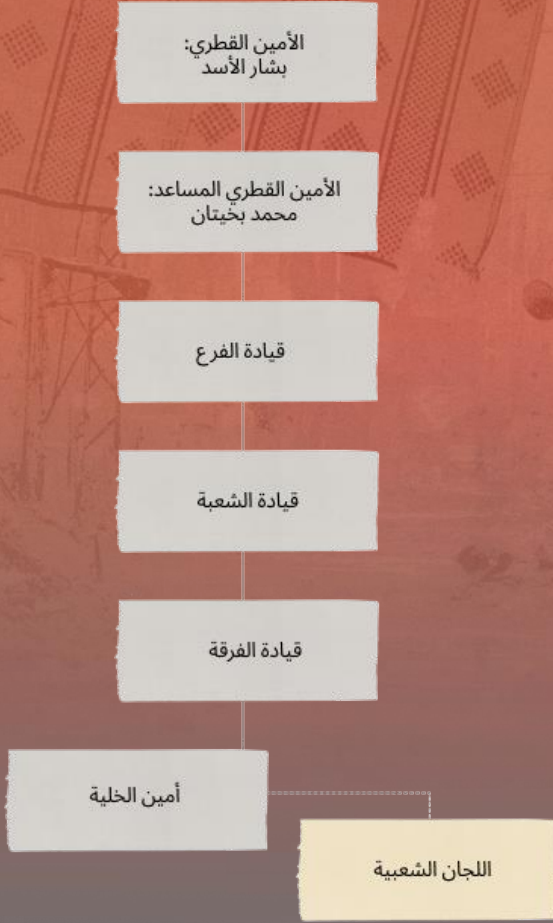 الأمين القطري:
بشار الأسد
الأمين القطري المساعد:
محمد بخيتان
قيادة الفرع
قيادة الشعبة
قيادة الفرقة
أمين الخلية
اللجان الشعبية